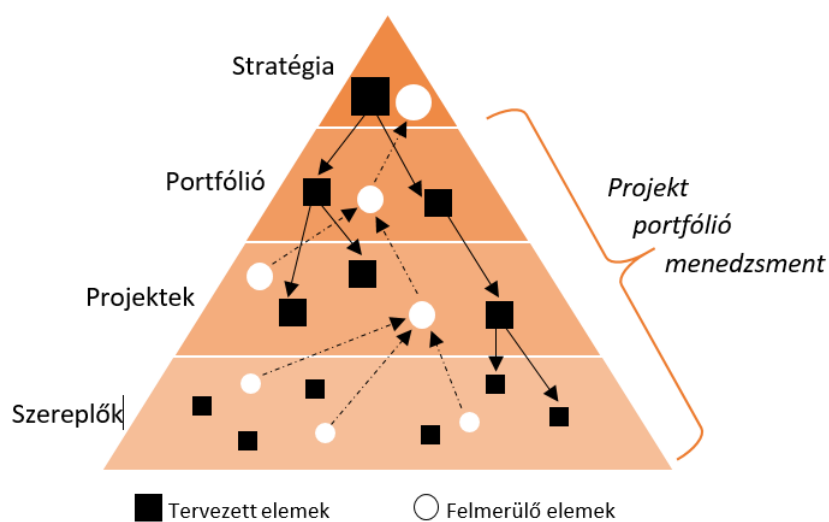 Stratégia
Portfólió
Projekt
portfólió
menedzsment
Projektek
Szereplők
Tervezett elemek
Felmerülő elemek